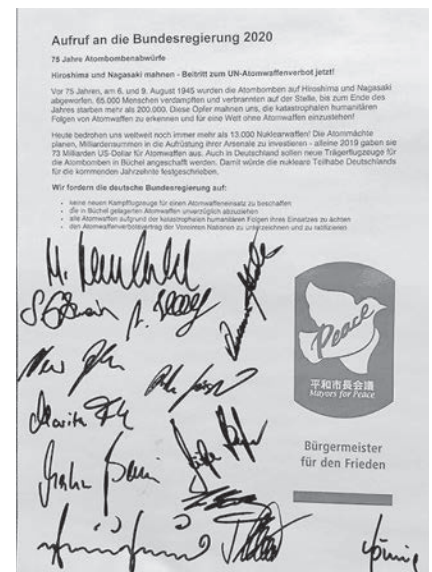 Aufruf an die Bundesregierung 2020
75 Jahre Atombombenabwürfe
Hiroshima und Nagasaki mahnen - Beitritt zum UN-Atomwaffenverbot jetzt!
Vor 75 Jahren, am 6. und 9. August 1945 wurden die Atombomben auf Hiroshima und Nagasaki
abgeworfen. 65.000 Menschen verdampften und verbrannten auf der Stelle, bis zum Ende des
Jahres starben mehr als 200.000. Diese Opfer mahnen uns, die katastrophalen humanitären
Folgen von Atomwaffen zu erkennen und für eine Welt ohne Atomwaffen einzustehen!
Heute bedrohen uns weltweit noch immer mehr als 13.000 Nuklearwaffen! Die Atommächte
planen, Milliardensummen in die Aufrüstung ihrer Arsenale zu investieren - alleine 2019 gaben sie
73 Milliarden US-Dollar für Atomwaffen aus. Auch in Deutschland sollen neue Trägerflugzeuge für
die Atombomben in Büchel angeschafft werden. Damit würde die nukleare Teilhabe Deutschlands
für die kommenden Jahrzehnte festgeschrieben.
Wir fordern die deutsche Bundesregierung auf:
- keine neuen Kampfflugzeuge für einen Atomwaffeneinsatz zu beschaffen
- die in Büchel gelagerten Atomwaffen unverzüglich abzuziehen
- alle Atomwaffen aufgrund der katastrophalen humanitären Folgen ihres Einsatzes zu ächten
- den Atomwaffenverbotsvertrag der Vereinten Nationen zu unterzeichnen und zu ratifizieren
Peace
平和市長会議
Mayors for Peace
Bürgermeister
für den Frieden